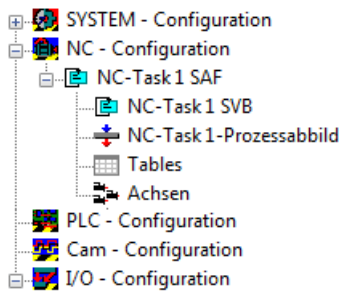 SYSTEM - Configuration
NC - Configuration
NC-Task 1 SAF
NC-Task 1 SVB
NC-Task 1-Prozessabbild
Tables
Achsen
PLC - Configuration
Cam - Configuration
I/O - Configuration